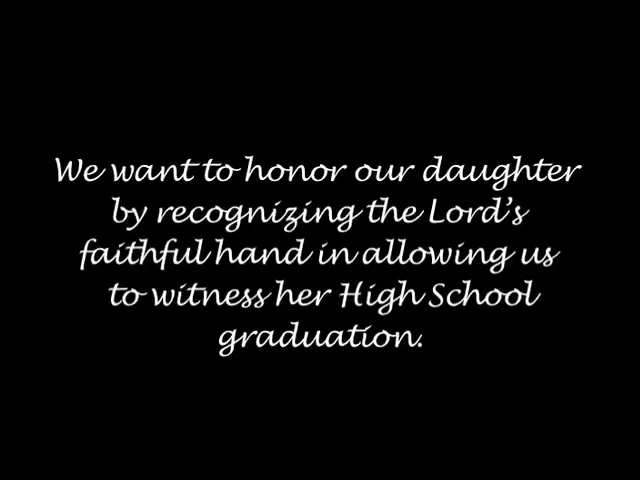 We want to honor our daughter
by recognizing the Lord's
faithful hand in allowing us
to witness her High School
graduation.